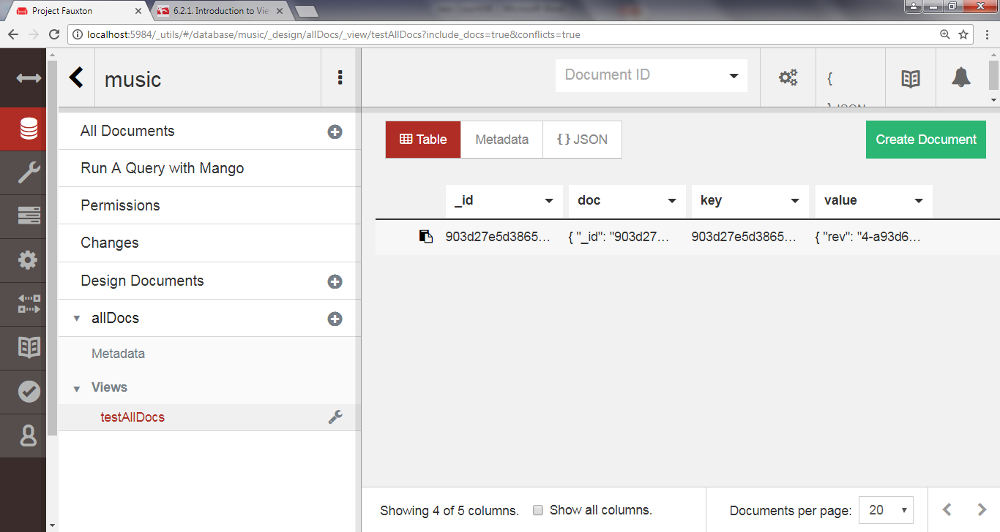 Project Fauxton
6.2.1. Introduction to Vie
localhost:5984/_utils/#/database/music/_design/allDocs/_view/testAllDocs?include_docs=true&conflicts=true
music
Document ID
{
} JSON
All Documents
Run A Query with Mango
Permissions
Changes
Design Documents
allDocs
Metadata
Views
testAllDocs
Table Metadata {} JSON
Create Document
_id doc key value
903d27e5d3865... { "_id": "903d27... 903d27e5d3865... { "rev": "4-a93d6...
Showing 4 of 5 columns. Show all columns. Documents per page: 20